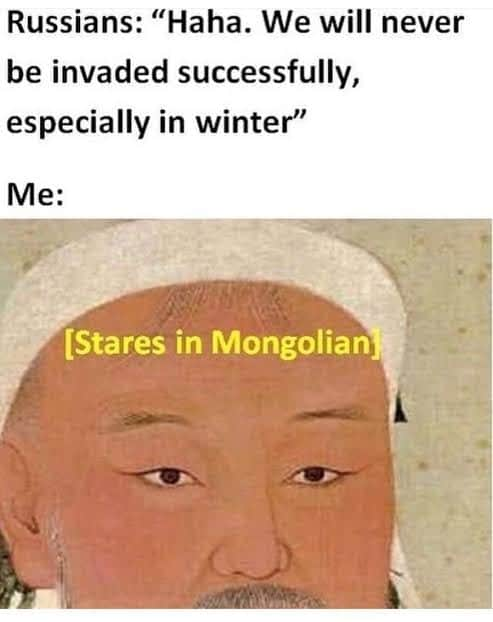 Russians: “Haha. We will never
be invaded successfully,
especially in winter”
Me:
[Stares in Mongolian]